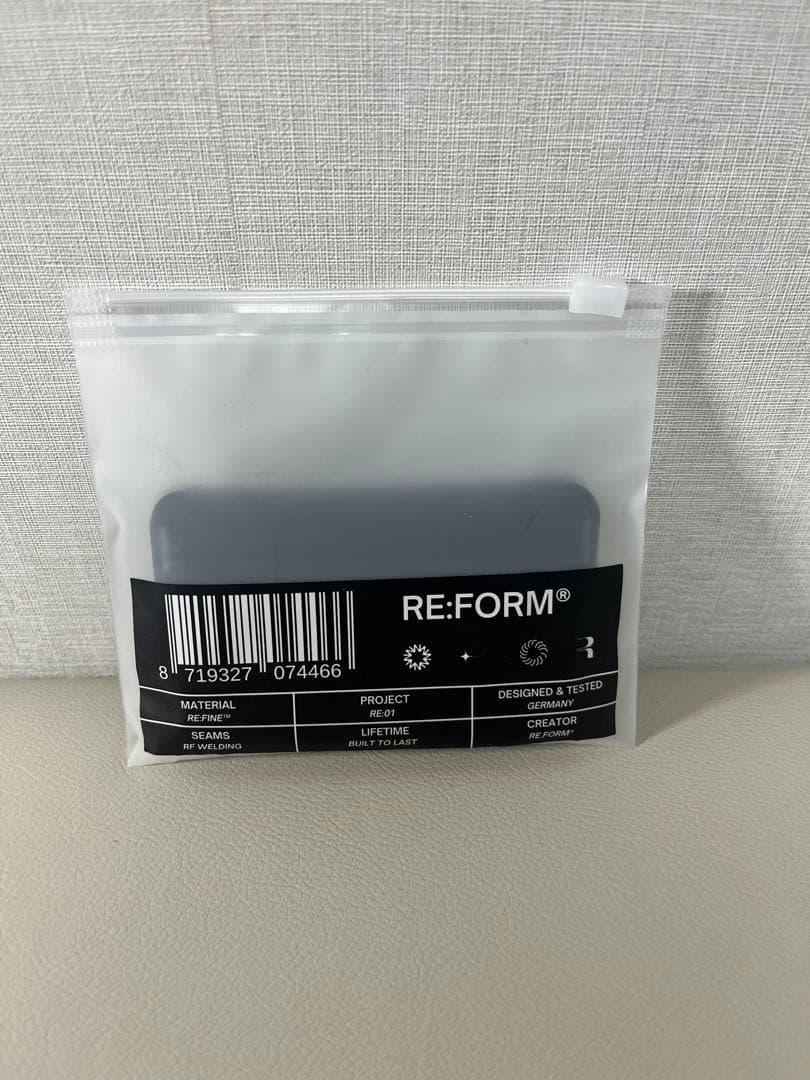 RE:FORM®
8 719327 074466
MATERIAL
RE:FINE™
PROJECT
RE:01
DESIGNED & TESTED
GERMANY
SEAMS
RF WELDING
LIFETIME
BUILT TO LAST
CREATOR
RE:FORM®